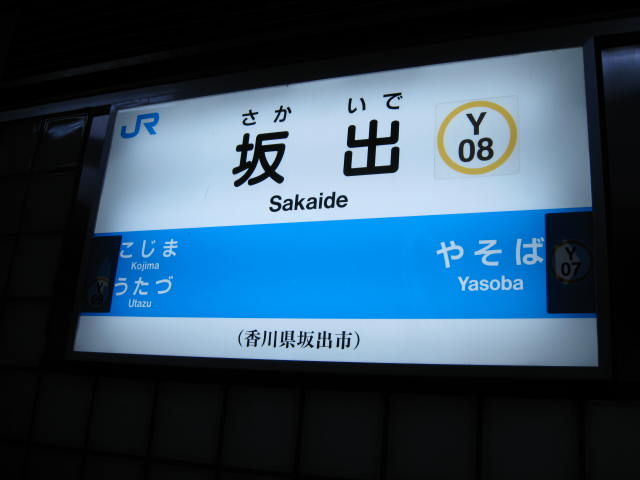 JR
さか いで
坂出
Sakaide
Y
08
こじま
Kojima
うたづ
Utazu
やそば
Yasoba
Y
07
Y
(香川県坂出市)